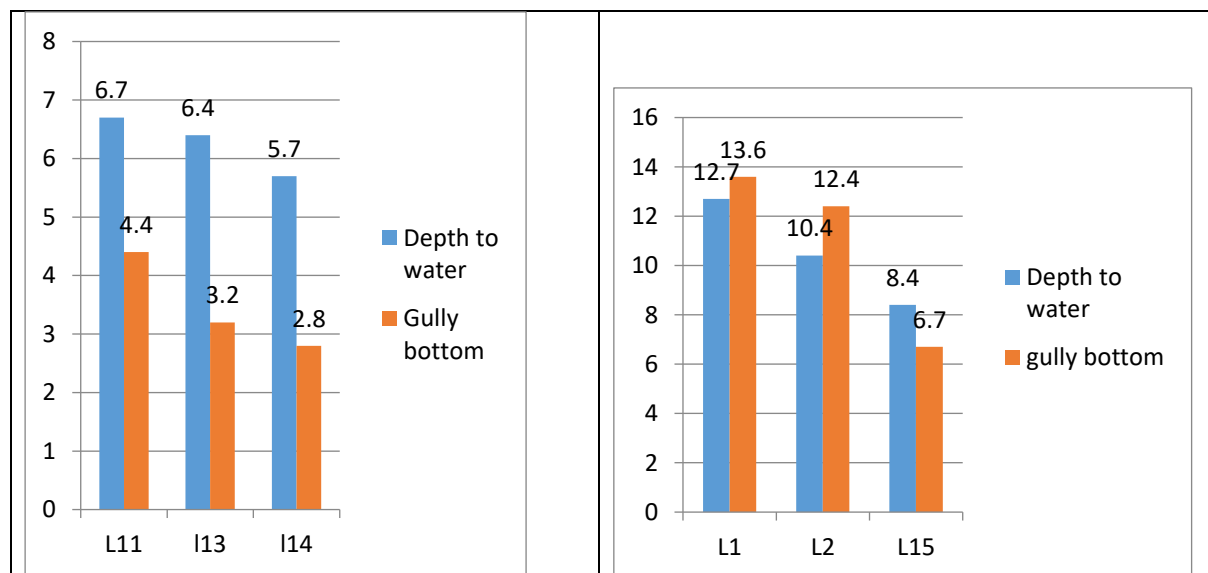 8
7
6
5
4
3
2
1
0
6.7
6.4
5.7
4.4
3.2
2.8
L11
l13
l14
Depth to
water
Gully
bottom
16
14
12
10
8
6
4
2
0
12.7
13.6
10.4
12.4
8.4
6.7
L1
L2
L15
Depth to
water
gully bottom